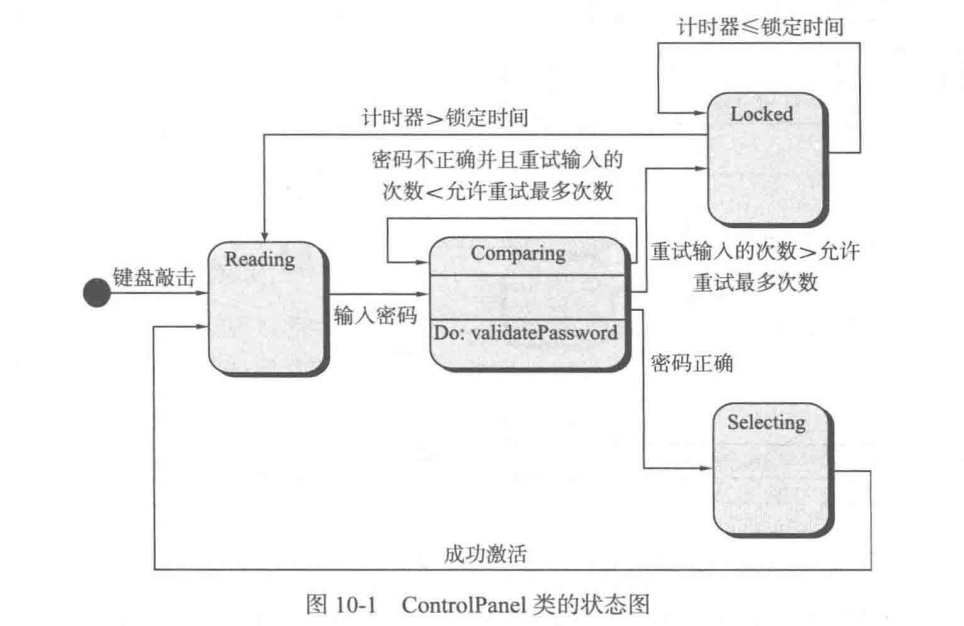 计时器≤锁定时间
Locked
计时器>锁定时间
密码不正确并且重试输入的
次数<允许重试最多次数
Comparing
重试输入的次数>允许
重试最多次数
Reading
键盘敲击
输入密码
Do: validatePassword
密码正确
Selecting
成功激活
图 10-1 ControlPanel 类的状态图